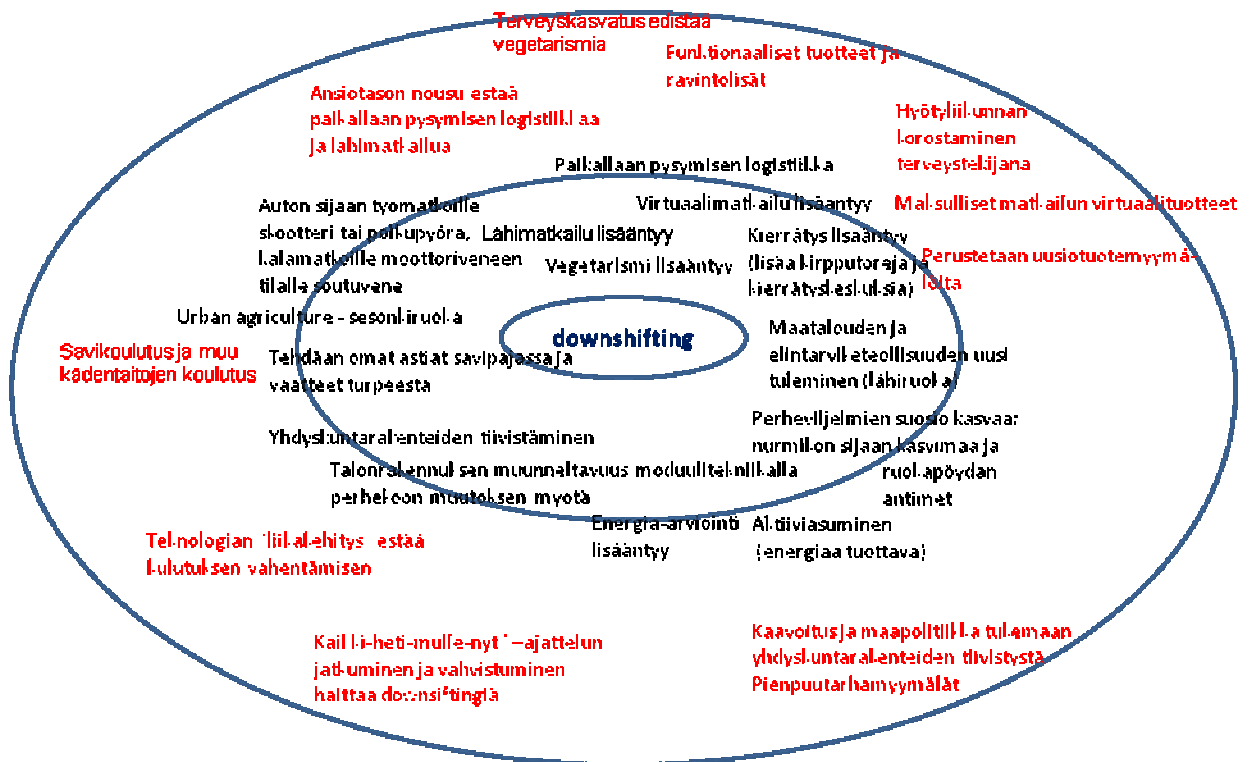 Terveyskasvatus edistää
vegetarismia
Funktionaaliset tuotteet ja
ravintolisät
Ansiotason nousu estää
paikallaan pysymisen logistiikkaa
ja lähimatkailua
Hyötyliikunnan
korostaminen
terveystekijänä
Paikallaan pysymisen logistiikka
Auton sijaan työmatkoille
skootteri tai polkupyörä,
kalamatkoille moottoriveneen
tilalle soutuvene
Virtuaalimatkailu lisääntyy
Maksulliset matkailun virtuaalituotteet
Lähimatkailu lisääntyy
Kierrätys lisääntyy
(lisää kirpputoreja ja
kierrätyskeskuksia)
Perustetaan uusiotuotemyymä-
löitä
Vegetarismi lisääntyy
Urban agriculture - sesonkiruoka
downshifting
Maatalouden ja
elintarviketeollisuuden uusi
tuleminen (lähiruoka)
Savikoulutus ja muu
kädentaitojen koulutus
Tehdään omat astiat savipajassa ja
vaatteet turpeesta
Perheviljelmien suosio kasvaa:
nurmikon sijaan kasvimaa ja
ruokapöydän
antimet
Yhdyskuntarakenteiden tiivistäminen
Talonrakennuksen muunneltavuus moduulitekniikalla
perhekoon muutoksen myötä
Energia-arviointi
lisääntyy
Aktiiviasuminen
(energiaa tuottava)
Teknologian "liikakehitys" estää
kulutuksen vähentämisen
Kaikki-heti-mulle-nyt" –ajattelun
jatkuminen ja vahvistuminen
haittaa downsiftingiä
Kaavoitus ja maapolitiikka tukemaan
yhdyskuntarakenteiden tiivistystä
Pienpuutarhamyymälät